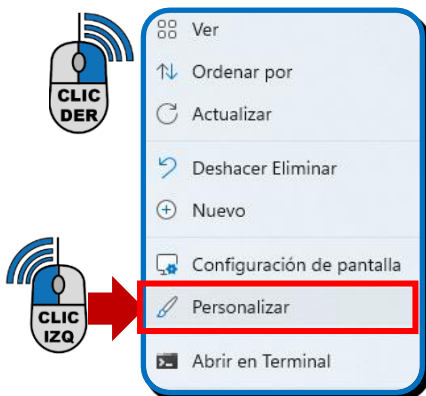 Ver
CLIC
DER
Ordenar por
Actualizar
Deshacer Eliminar
Nuevo
Configuración de pantalla
CLIC
IZQ
Personalizar
Abrir en Terminal